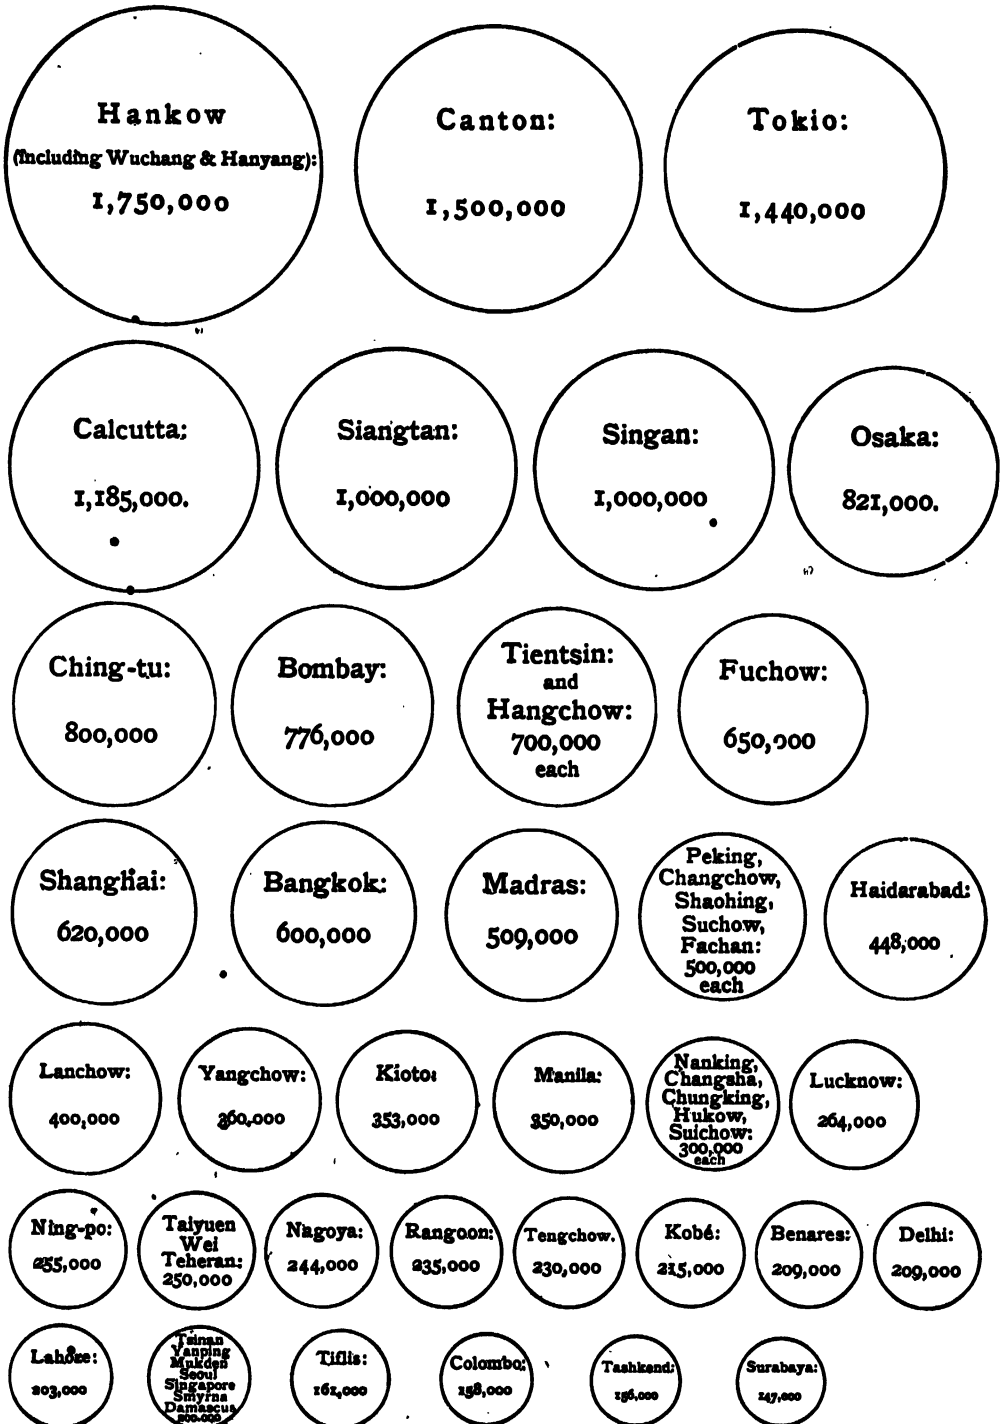 Hankow
(including Wuchang & Hanyang):
1,750,000
Canton:
1,500,000
Tokio:
1,440,000
Calcutta:
1,185,000.
Siangtan:
1,000,000
Singan:
1,000,000
Osaka:
821,000.
Ching-tu:
800,000
Bombay:
776,000
Tientsin:
and
Hangchow:
700,000
each
Fuchow:
650,000
Shanghai:
620,000
Bangkok:
600,000
Madras:
509,000
Peking,
Changchow,
Shaohing,
Suchow,
Fachan:
500,000
each
Haidarabad:
448,000
Lanchow:
400,000
Yangchow:
360,000
Kioto:
353,000
Manila:
350,000
Nanking,
Changsha,
Chungking,
Hukow,
Suichow:
300,000
each
Lucknow:
264,000
Ning-po:
255,000
Taiyuen
Wei
Teheran:
250,000
Nagoya:
244,000
Rangoon:
235,000
Tengchow.
230,000
Kobé:
215,000
Benares:
209,000
Delhi:
209,000
Lahore:
203,000
Tsinan
Yanping
Mukden
Seoul
Singapore
Smyrna
Damascus
200,000
Tiflis:
161,000
Colombo:
158,000
Tashkend:
156,000
Surabaya:
147,000